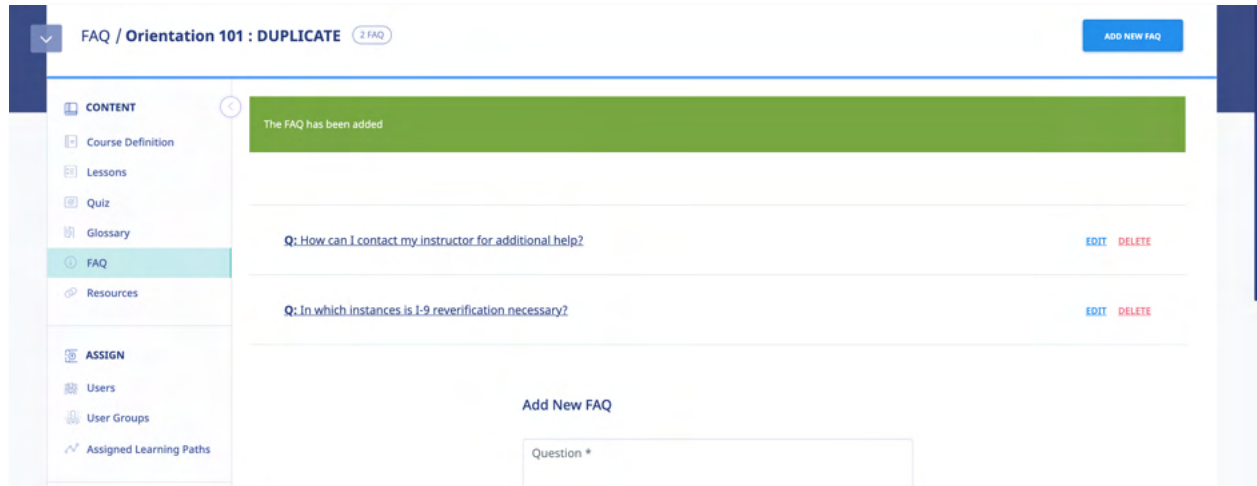 FAQ / Orientation 101 : DUPLICATE 2 FAQ
ADD NEW FAQ
CONTENT
Course Definition
Lessons
Quiz
Glossary
FAQ
Resources
ASSIGN
Users
User Groups
Assigned Learning Paths
The FAQ has been added
Q: How can I contact my instructor for additional help? EDIT DELETE
Q: In which instances is I-9 reverification necessary? EDIT DELETE
Add New FAQ
Question *